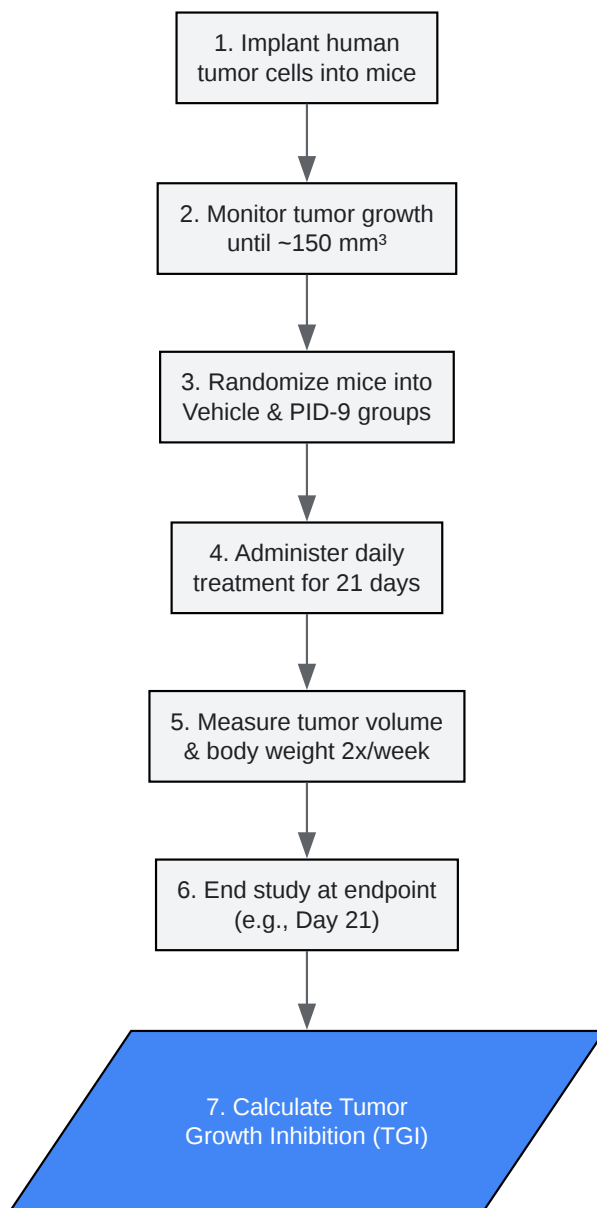 1. Implant human
tumor cells into mice
2. Monitor tumor growth
until ~150 mm³
3. Randomize mice into
Vehicle & PID-9 groups
4. Administer daily
treatment for 21 days
5. Measure tumor volume
& body weight 2x/week
6. End study at endpoint
(e.g., Day 21)
7. Calculate Tumor
Growth Inhibition (TGI)